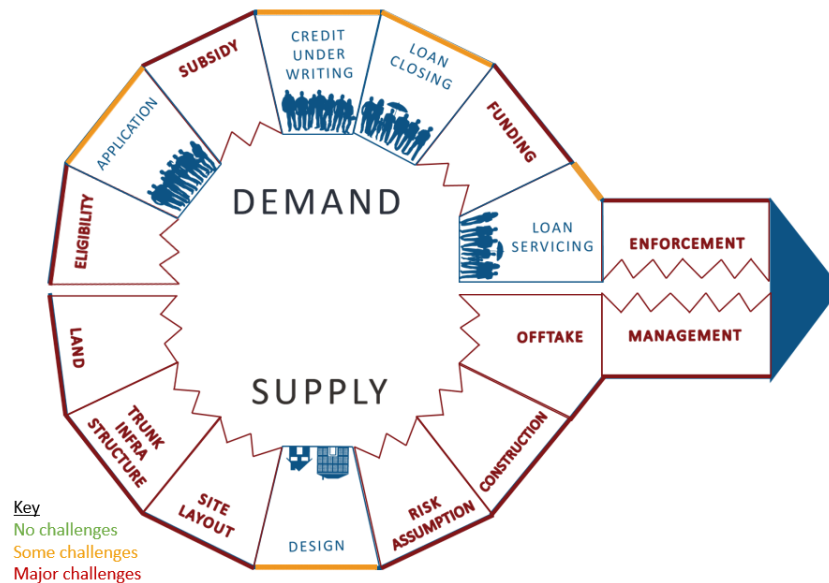 ELIGIBILITY
APPLICATION
SUBSIDY
CREDIT
UNDER
WRITING
LOAN
CLOSING
FUNDING
LOAN
SERVICING
ENFORCEMENT
DEMAND
SUPPLY
LAND
TRUNK
INFRA
STRUCTURE
SITE
LAYOUT
DESIGN
RISK
ASSUMPTION
CONSTRUCTION
OFFTAKE
MANAGEMENT
Key
No challenges
Some challenges
Major challenges